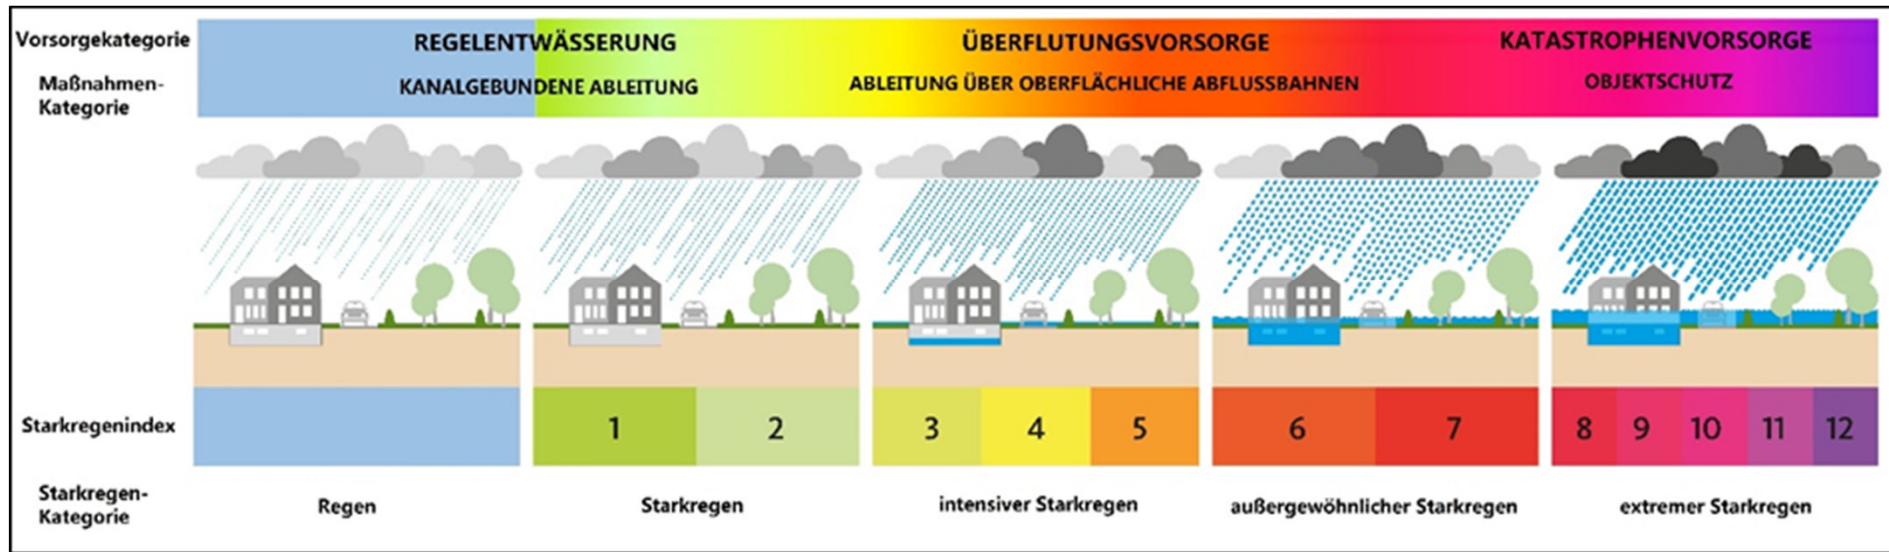 Vorsorgekategorie
REGELENTWÄSSERUNG
ÜBERFLUTUNGSVORSORGE
KATASTROPHENVORSORGE
Maßnahmen-
Kategorie
KANALGEBUNDENE ABLEITUNG
ABLEITUNG ÜBER OBERFLÄCHLICHE ABFLUSSBAHNEN
OBJEKTSCHUTZ
Starkregenindex
1 2 3 4 5 6 7 8 9 10 11 12
Starkregen-
Kategorie
Regen
Starkregen
intensiver Starkregen
außergewöhnlicher Starkregen
extremer Starkregen